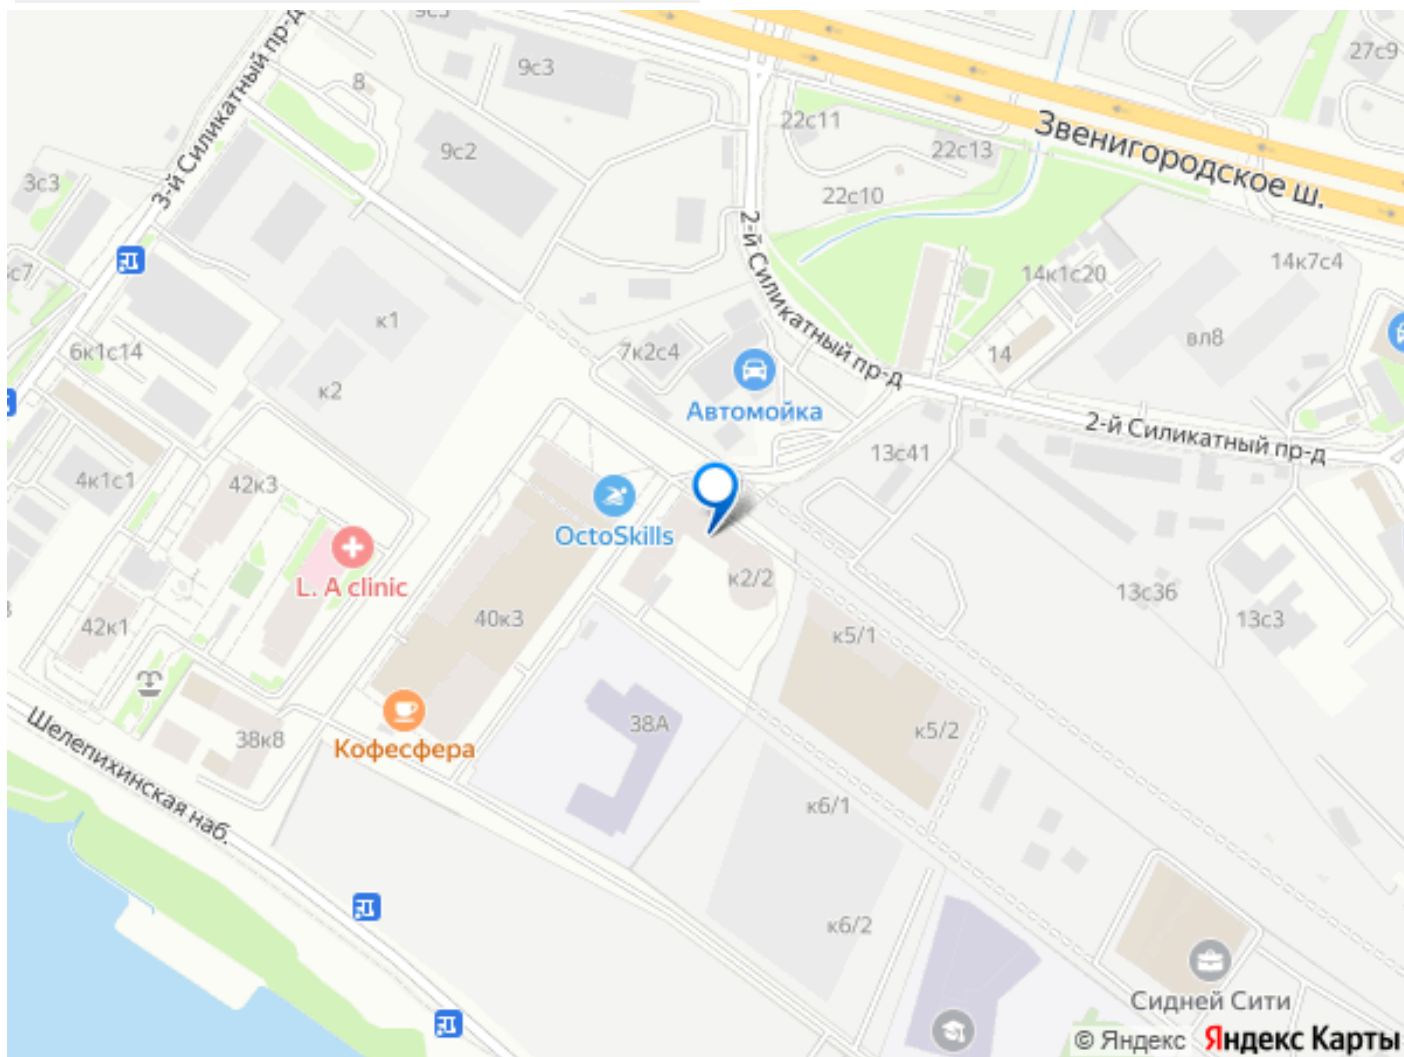 9с3
27с9
3-й Силикатный пр-д
8
22с11
Звенигородское ш.
9с2
22с13
3с3
22с10
2-й Силикатный пр-д
14к7с4
14к1с20
к1
вл8
6к1с14
7к2с4
14
к2
Автомойка
2-й Силикатный пр-д
13с41
4к1с1
42к3
OctoSkills
L. A clinic
к2/2
13с36
42к1
40к3
к5/1
13с3
38А
к5/2
Шелепихинская наб.
38к8
Кофесфера
к6/1
к6/2
Сидней Сити
© Яндекс Яндекс Карты